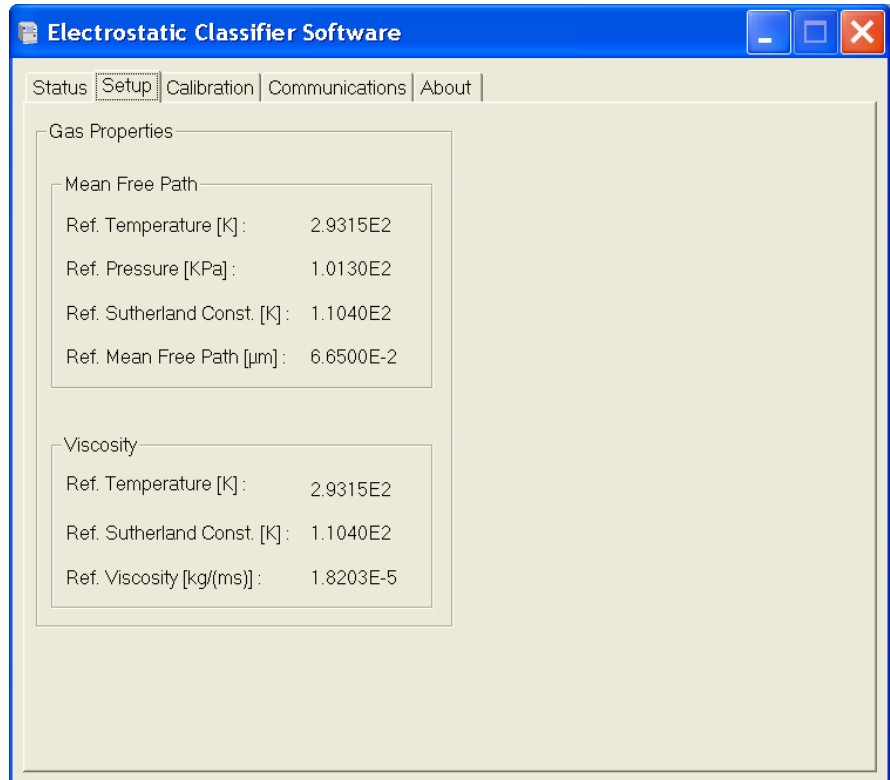 Electrostatic Classifier Software
Status Setup Calibration Communications About
Gas Properties
Mean Free Path
Ref. Temperature [K] : 2.9315E2
Ref. Pressure [KPa] : 1.0130E2
Ref. Sutherland Const. [K] : 1.1040E2
Ref. Mean Free Path [µm] : 6.6500E-2
Viscosity
Ref. Temperature [K] : 2.9315E2
Ref. Sutherland Const. [K] : 1.1040E2
Ref. Viscosity [kg/(ms)] : 1.8203E-5